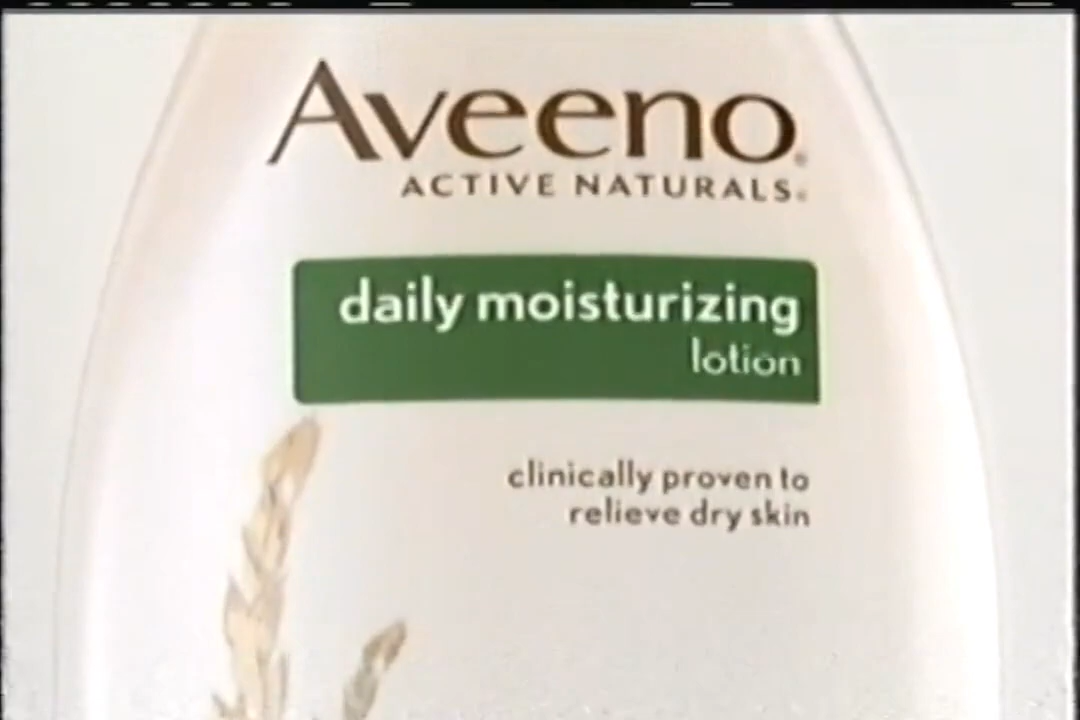 Aveeno®
ACTIVE NATURALS®
daily moisturizing
lotion
clinically proven to
relieve dry skin